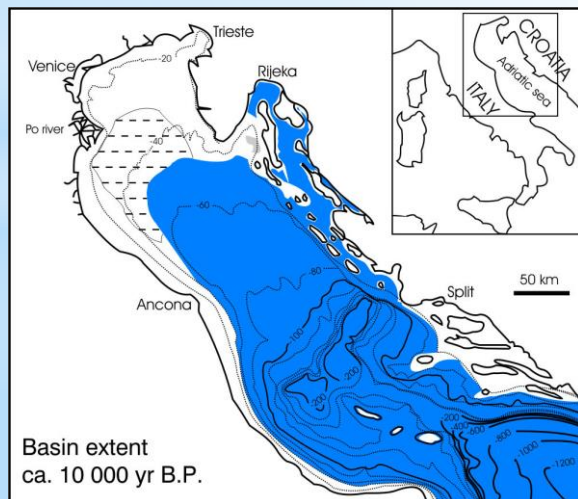 Trieste
-20
Venice
Rijeka
CROATIA
Adriatic sea
ITALY
Po river
-40
-60
-80
50 km
Split
Ancona
-100
-200
-200
-200
-400
-600
-800
-1000
-1200
Basin extent
ca. 10 000 yr B.P.